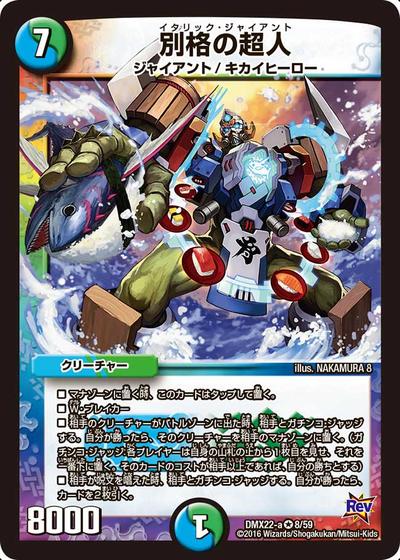 イタリック・ジャイアント
7
別格の超人
ジャイアント / キカイヒーロー
クリーチャー
illus. NAKAMURA 8
■ マナゾーンに置く時、このカードはタップして置く。
■ W・ブレイカー
■ 相手のクリーチャーがバトルゾーンに出た時、相手とガチンコ・ジャッジ
する。自分が勝ったら、そのクリーチャーを相手のマナゾーンに置く。(ガ
チンコ・ジャッジ:各プレイヤーは自身の山札の上から1枚目を見せ、それを
一番下に置く。そのカードのコストが相手以上であれば、自分の勝ちとする)
■ 相手が呪文を唱えた時、相手とガチンコ・ジャッジする。自分が勝ったら、
カードを2枚引く。
Rev
8000
1
DMX22-a 8/59
©2016 Wizards/Shogakukan/Mitsui-Kids